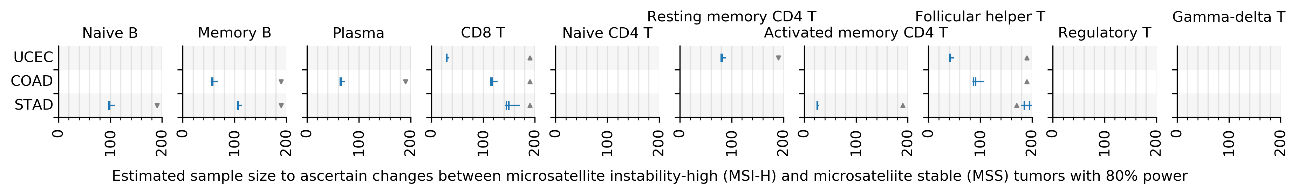 Resting memory CD4 T Follicular helper T Gamma-delta T
Naive B Memory B Plasma CD8 T Naive CD4 T Activated memory CD4 T Regulatory T
UCEC
COAD
STAD
0 100 200 0 100 200 0 100 200 0 100 200 0 100 200 0 100 200 0 100 200 0 100 200 0 100 200 0 100 200
Estimated sample size to ascertain changes between microsatellite instability-high (MSI-H) and microsatellite stable (MSS) tumors with 80% power